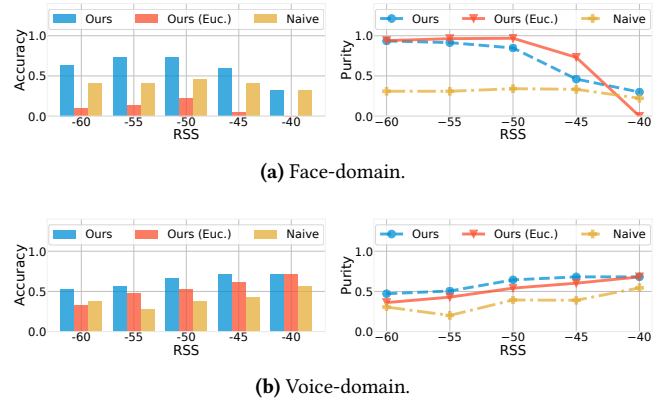 Ours Ours (Euc.) Naive
Accuracy
1.0
0.5
0.0
-60 -55 -50 -45 -40
RSS
Ours Ours (Euc.) Naive
Purity
1.0
0.5
0.0
−60 −55 −50 −45 −40
RSS
(a) Face-domain.
Ours Ours (Euc.) Naive
Accuracy
1.0
0.5
0.0
-60 -55 -50 -45 -40
RSS
Ours Ours (Euc.) Naive
Purity
1.0
0.5
0.0
−60 −55 −50 −45 −40
RSS
(b) Voice-domain.